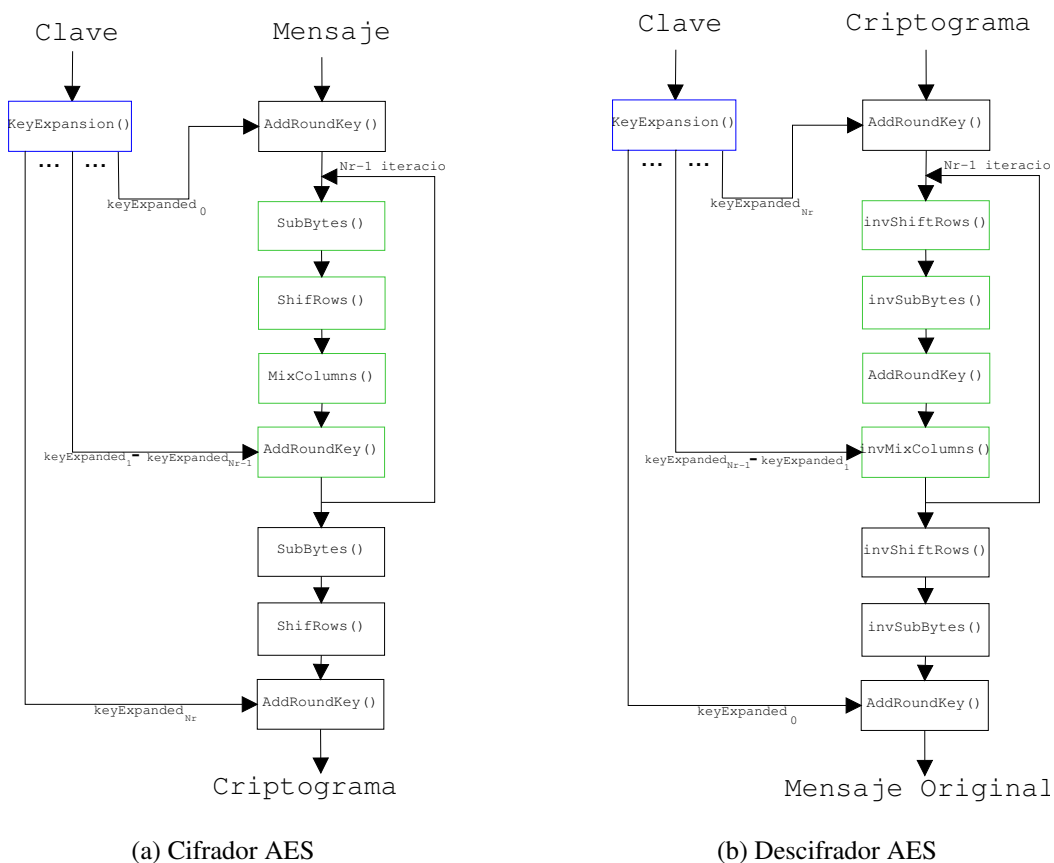 Clave
Mensaje
KeyExpansion()
... ...
AddRoundKey()
Nr-1 iteracio
keyExpanded0
SubBytes()
ShifRows()
MixColumns()
AddRoundKey()
keyExpanded1- keyExpandedNr-1
SubBytes()
ShifRows()
AddRoundKey()
keyExpandedNr
Criptograma
(a) Cifrador AES
Clave
Criptograma
KeyExpansion()
... ...
AddRoundKey()
Nr-1 iteracio
keyExpandedNr
invShiftRows()
invSubBytes()
AddRoundKey()
invMixColumns()
keyExpandedNr-1-keyExpanded1
invShiftRows()
invSubBytes()
AddRoundKey()
keyExpanded0
Mensaje Original
(b) Descifrador AES